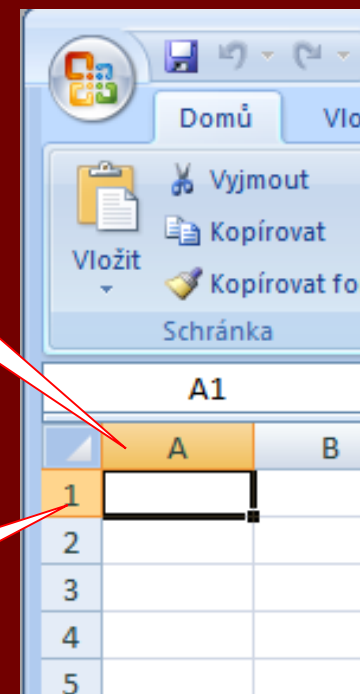 Domů Vlo
Vyjmout
Kopírovat
Vložit
Kopírovat fo
Schránka
A1
A B
1
2
3
4
5